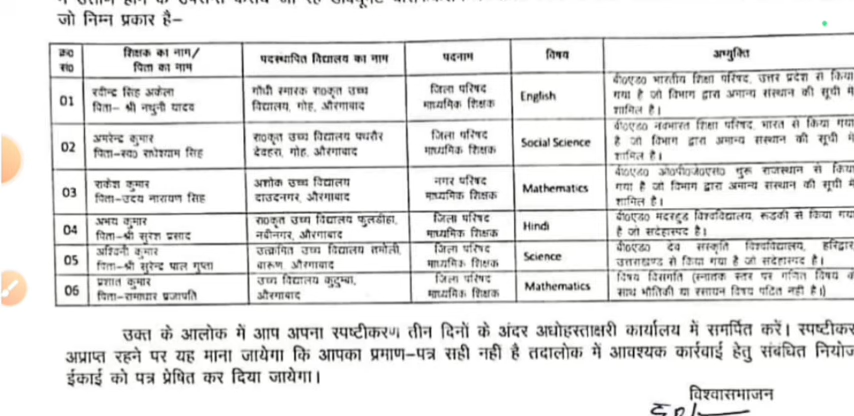 जो निम्न प्रकार है–
क्र० सं०
शिक्षक का नाम/
पिता का नाम
पदस्थापित विद्यालय का नाम
पदनाम
विषय
अभ्युक्ति
01
रवीन्द्र सिंह अकेला
पिता– श्री नथुनी यादव
गाँधी स्मारक रा०कृत उच्च
विद्यालय, गोह, औरंगाबाद
जिला परिषद
माध्यमिक शिक्षक
English
बी०एड० भारतीय शिक्षा परिषद, उत्तर प्रदेश से किया
गया है जो विभाग द्वारा अमान्य संस्थान की सूची में
शामिल है।
02
अमरेन्द्र कुमार
पिता–स्व० राधेश्याम सिंह
रा०कृत उच्च विद्यालय पथरौर
देवहरा, गोह, औरंगाबाद
जिला परिषद
माध्यमिक शिक्षक
Social Science
बी०एड० नवभारत शिक्षा परिषद, भारत से किया गया
है जो विभाग द्वारा अमान्य संस्थान की सूची में
शामिल है।
03
राकेश कुमार
पिता–उदय नारायण सिंह
अशोक उच्च विद्यालय
दाउदनगर, औरंगाबाद
नगर परिषद
माध्यमिक शिक्षक
Mathematics
बी०एड० ओ०पी०जे०एस० चुरू राजस्थान से किया
गया है जो विभाग द्वारा अमान्य संस्थान की सूची में
शामिल है।
04
अभय कुमार
पिता–श्री सुरेश प्रसाद
रा०कृत उच्च विद्यालय फुलडीहा,
नवीनगर, औरंगाबाद
जिला परिषद
माध्यमिक शिक्षक
Hindi
बी०एड० मदरहुड विश्वविद्यालय, रूडकी से किया गया
है जो संदेहास्पद है।
05
अश्विनी कुमार
पिता–श्री सुरेन्द्र पाल गुप्ता
उत्क्रमित उच्च विद्यालय तमोली,
बारूण, औरंगाबाद
जिला परिषद
माध्यमिक शिक्षक
Science
बी०एड० देव संस्कृति विश्वविद्यालय, हरिद्वार
उत्तराखण्ड से किया गया है जो संदेहास्पद है।
06
प्रशांत कुमार
पिता–रामाधार प्रजापति
उच्च विद्यालय कुटुम्बा,
औरंगाबाद
जिला परिषद
माध्यमिक शिक्षक
Mathematics
विषय विसंगति (स्नातक स्तर पर गणित विषय के
साथ भौतिकी या रसायन विषय पठित नहीं है।)
उक्त के आलोक में आप अपना स्पष्टीकरण तीन दिनों के अंदर अधोहस्ताक्षरी कार्यालय में समर्पित करें। स्पष्टीकर
अप्राप्त रहने पर यह माना जायेगा कि आपका प्रमाण–पत्र सही नहीं है तदालोक में आवश्यक कार्रवाई हेतु संबंधित नियोज
ईकाई को पत्र प्रेषित कर दिया जायेगा।
विश्वासभाजन